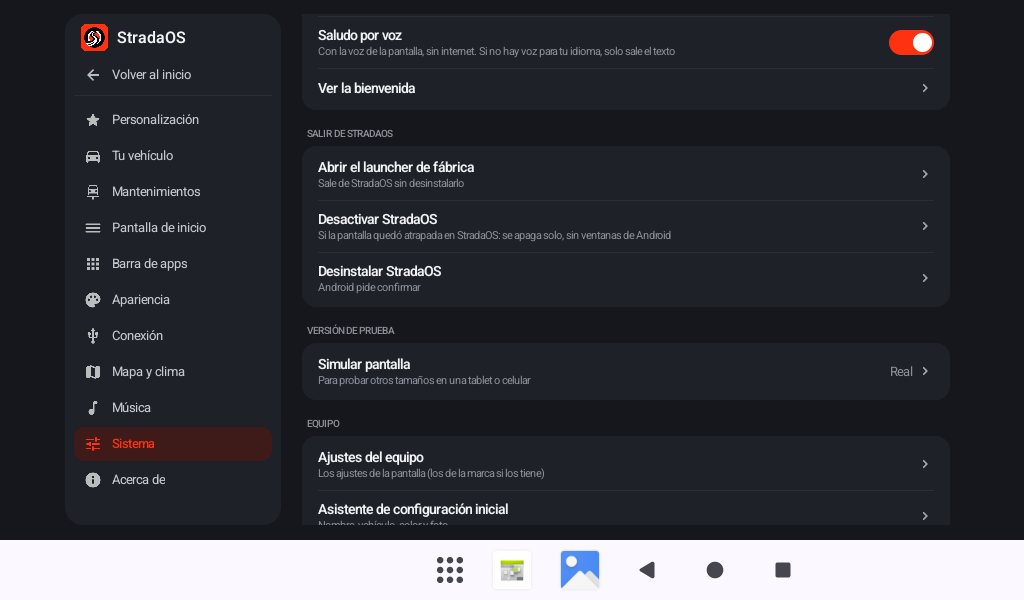 StradaOS
Volver al inicio
Personalización
Tu vehículo
Mantenimientos
Pantalla de inicio
Barra de apps
Apariencia
Conexión
Mapa y clima
Música
Sistema
Acerca de
Saludo por voz
Con la voz de la pantalla, sin internet. Si no hay voz para tu idioma, solo sale el texto
Ver la bienvenida
SALIR DE STRADAOS
Abrir el launcher de fábrica
Sale de StradaOS sin desinstalarlo
Desactivar StradaOS
Si la pantalla quedó atrapada en StradaOS: se apaga solo, sin ventanas de Android
Desinstalar StradaOS
Android pide confirmar
VERSIÓN DE PRUEBA
Simular pantalla
Real
Para probar otros tamaños en una tablet o celular
EQUIPO
Ajustes del equipo
Los ajustes de la pantalla (los de la marca si los tiene)
Asistente de configuración inicial
Nombre, vehículo, color y foto